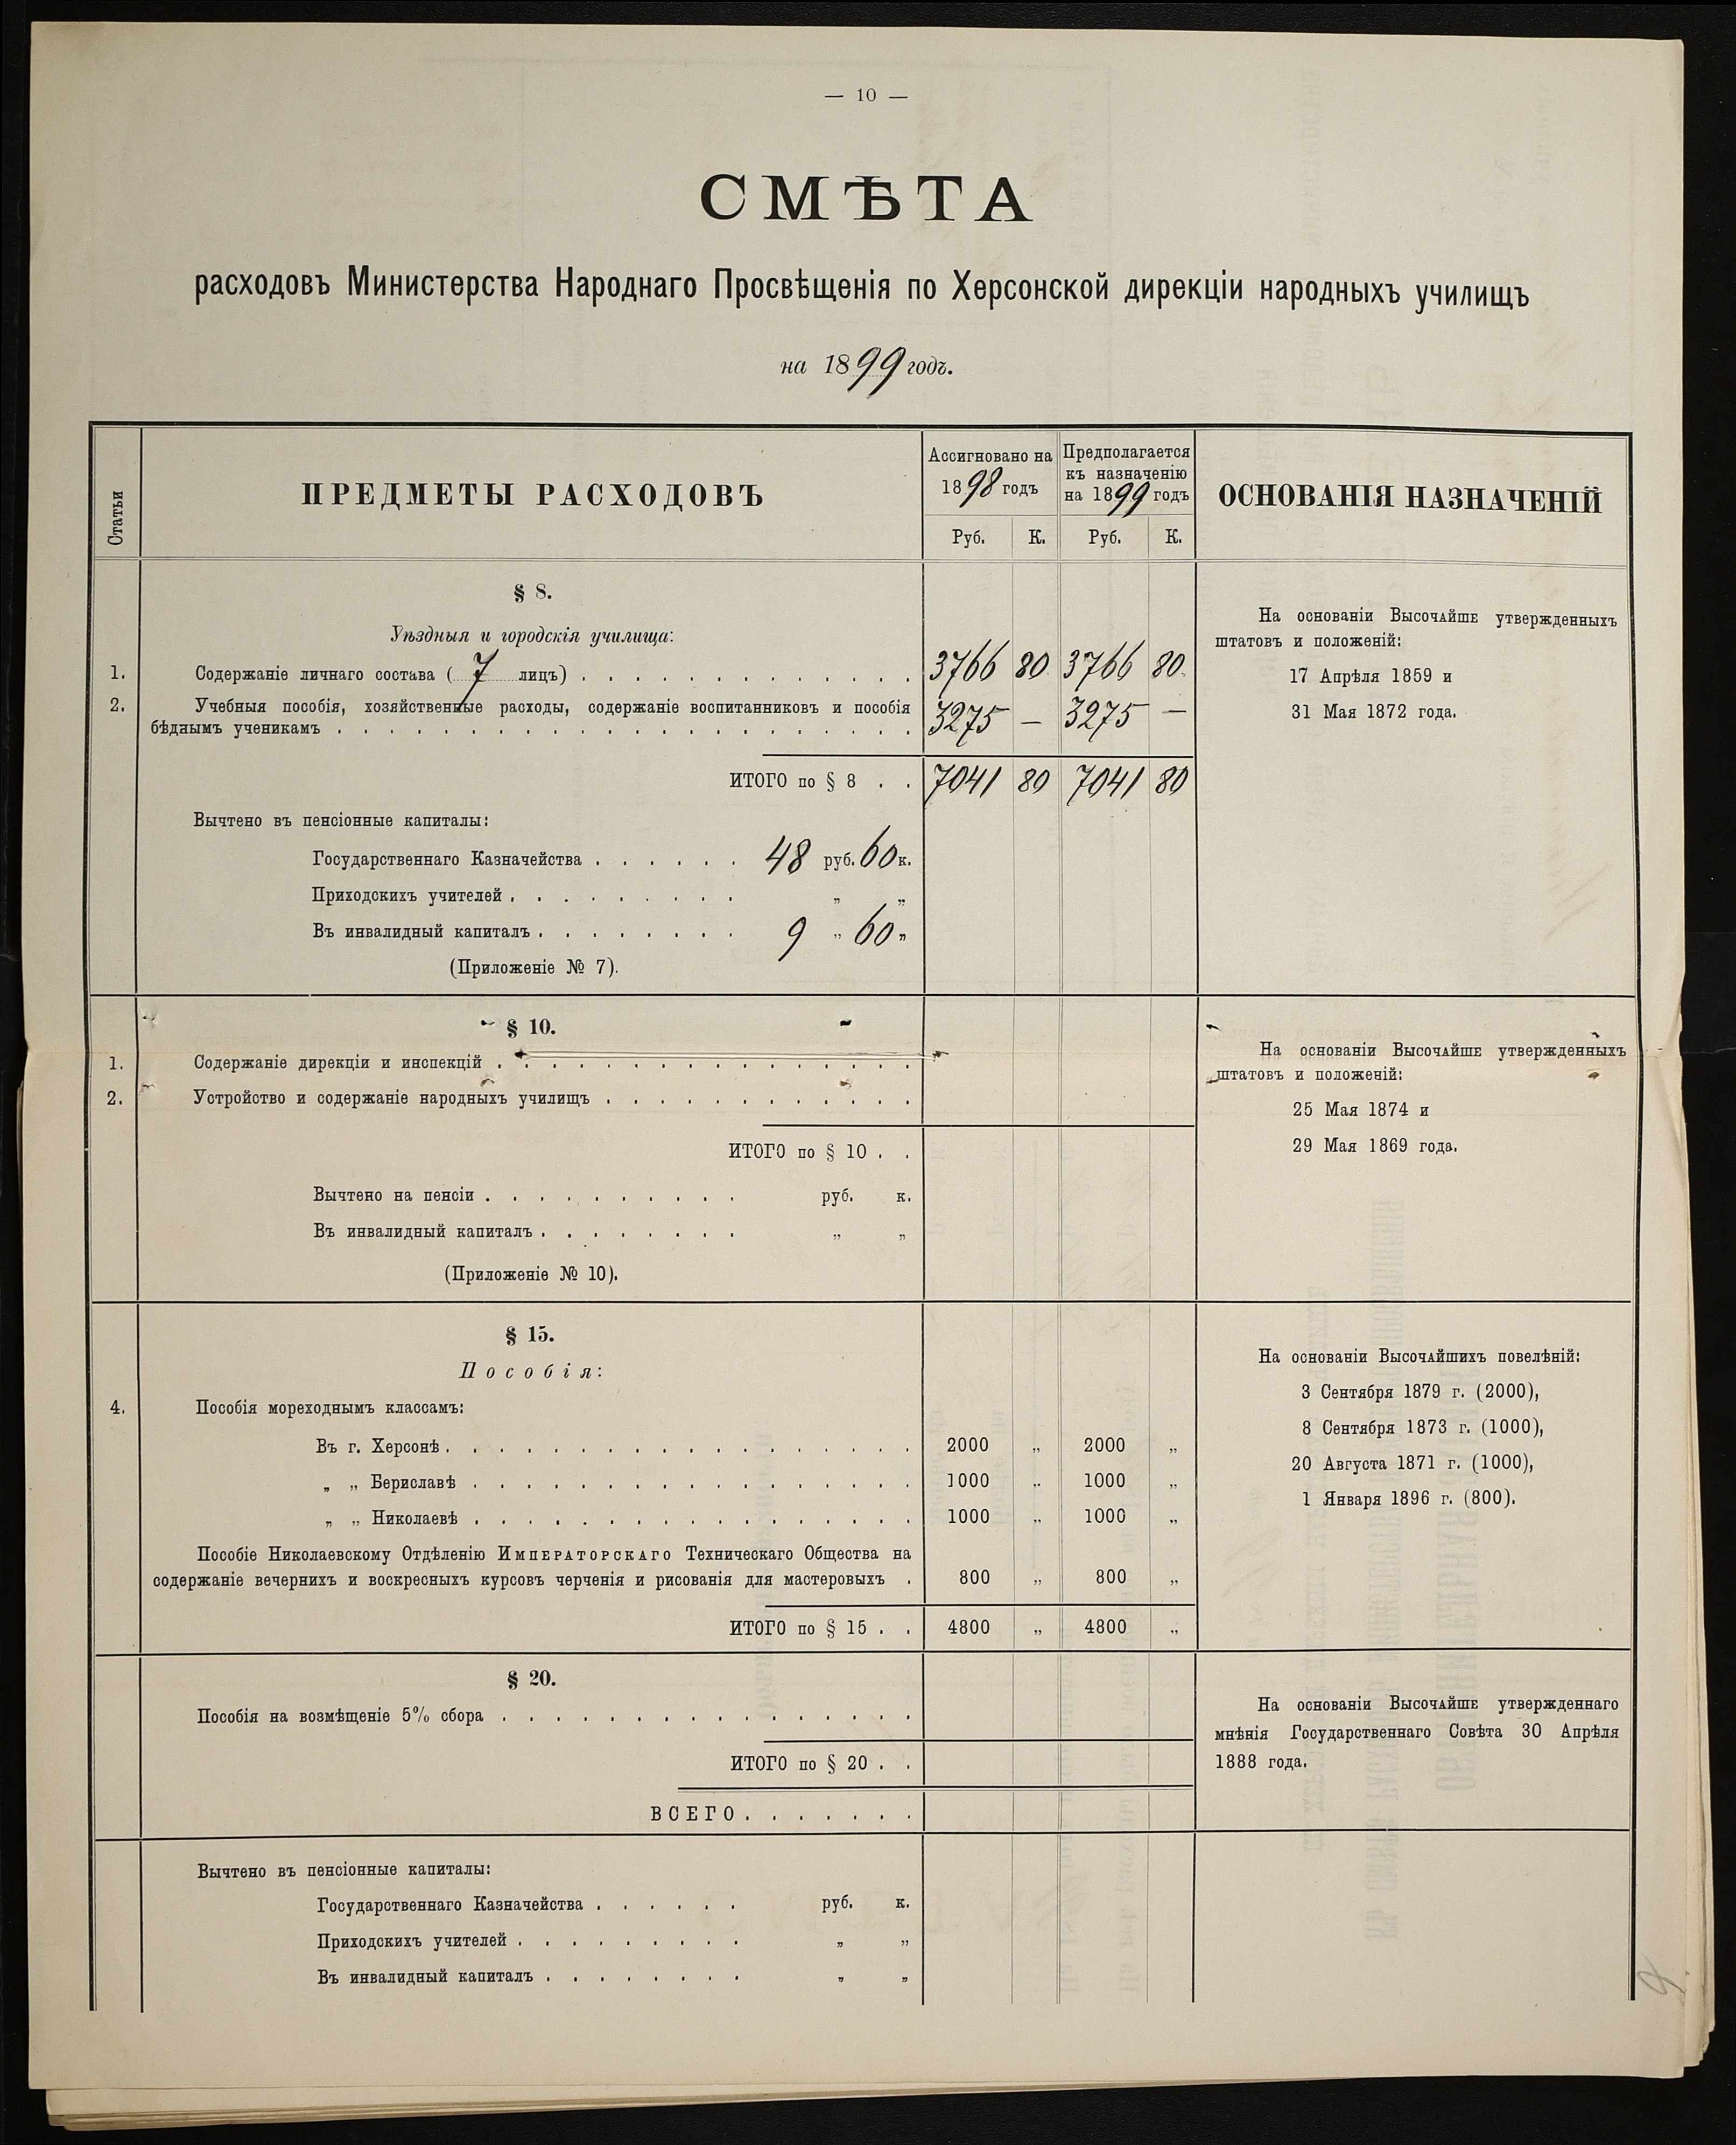 — 10 —
СМѢТА
расходовъ Министерства Народнаго Просвѣщенія по Херсонской дирекціи народныхъ училищъ
на 1899 годъ.
Статьи
ПРЕДМЕТЫ РАСХОДОВЪ
Ассигновано на
1898 годъ
Предполагается
къ назначенію
на 1899 годъ
ОСНОВАНІЯ НАЗНАЧЕНІЙ
Руб. К. Руб. К.
§ 8.
Уѣздныя и городскія училища:
1. Содержаніе личнаго состава (7 лицъ) . . . . . . . . . . . . . 3766 80 3766 80
2. Учебныя пособія, хозяйственные расходы, содержаніе воспитанниковъ и пособія
бѣднымъ ученикамъ . . . . . . . . . . . . . . . . . . . . . . 3275 — 3275 —
ИТОГО по § 8 . . 7041 80 7041 80
На основаніи Высочайше утвержденныхъ
штатовъ и положеній:
17 Апрѣля 1859 и
31 Мая 1872 года.
Вычтено въ пенсіонные капиталы:
Государственнаго Казначейства . . . . . . 48 руб. 60 к.
Приходскихъ учителей . . . . . . . . . „ „
Въ инвалидный капиталъ . . . . . . . . 9 „ 60 „
(Приложеніе № 7).
§ 10.
1. Содержаніе дирекціи и инспекцій . . . . . . . . . . . . . . . .
2. Устройство и содержаніе народныхъ училищъ . . . . . . . . . . . .
ИТОГО по § 10 . .
На основаніи Высочайше утвержденныхъ
штатовъ и положеній:
25 Мая 1874 и
29 Мая 1869 года.
Вычтено на пенсіи . . . . . . . . . . руб. к.
Въ инвалидный капиталъ . . . . . . . . „ „
(Приложеніе № 10).
§ 15.
Пособія:
4. Пособія мореходнымъ классамъ:
Въ г. Херсонѣ . . . . . . . . . . . . . . . . . . 2000 „ 2000 „
„ „ Бериславѣ . . . . . . . . . . . . . . . . . 1000 „ 1000 „
„ „ Николаевѣ . . . . . . . . . . . . . . . . . 1000 „ 1000 „
Пособіе Николаевскому Отдѣленію Императорскаго Техническаго Общества на
содержаніе вечернихъ и воскресныхъ курсовъ черченія и рисованія для мастеровыхъ . 800 „ 800 „
ИТОГО по § 15 . . 4800 „ 4800 „
На основаніи Высочайшихъ повелѣній:
3 Сентября 1879 г. (2000),
8 Сентября 1873 г. (1000),
20 Августа 1871 г. (1000),
1 Января 1896 г. (800).
§ 20.
Пособія на возмѣщеніе 5% сбора . . . . . . . . . . . . . . . .
ИТОГО по § 20 . .
ВСЕГО . . . . . . .
На основаніи Высочайше утвержденнаго
мнѣнія Государственнаго Совѣта 30 Апрѣля
1888 года.
Вычтено въ пенсіонные капиталы:
Государственнаго Казначейства . . . . . . руб. к.
Приходскихъ учителей . . . . . . . . . „ „
Въ инвалидный капиталъ . . . . . . . . „ „